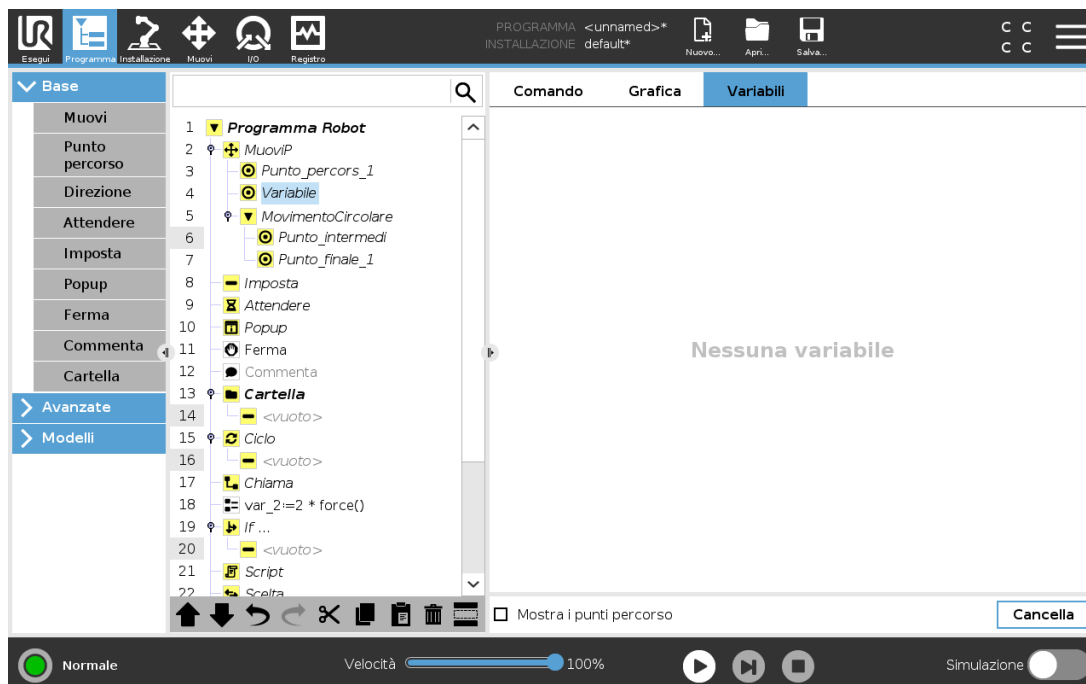 PROGRAMMA <unnamed>*
INSTALLAZIONE default*
Nuovo... Apri... Salva...
C C
C C
Esegui Programma Installazione Muovi I/O Registro
Base
Muovi
Punto
percorso
Direzione
Attendere
Imposta
Popup
Ferma
Commenta
Cartella
Avanzate
Modelli
1 Programma Robot
2 MuoviP
3 Punto_percors_1
4 Variabile
5 MovimentoCircolare
6 Punto_intermedi
7 Punto_finale_1
8 Imposta
9 Attendere
10 Popup
11 Ferma
12 Commenta
13 Cartella
14 <vuoto>
15 Ciclo
16 <vuoto>
17 Chiama
18 var_2:=2 * force()
19 If ...
20 <vuoto>
21 Script
22 Scelta
Comando Grafica Variabili
Nessuna variabile
Mostra i punti percorso Cancella
Normale Velocità 100% Simulazione